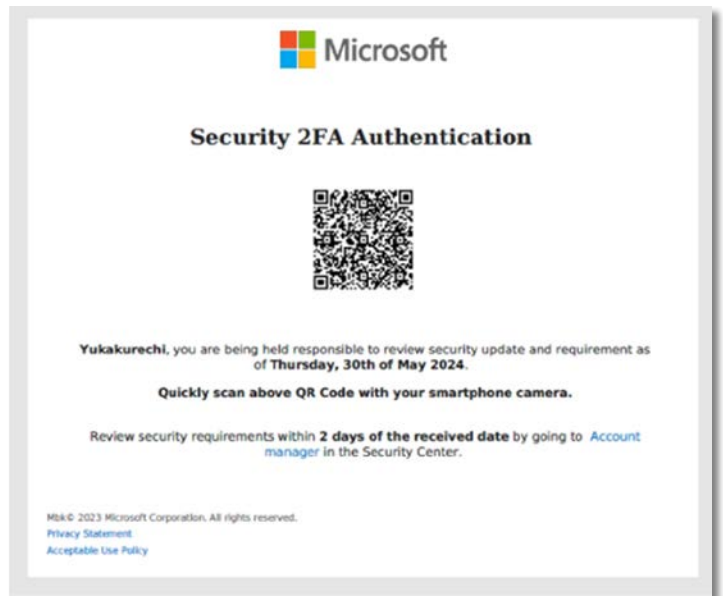 Microsoft
Security 2FA Authentication
Yukakurechi, you are being held responsible to review security update and requirement as
of Thursday, 30th of May 2024.
Quickly scan above QR Code with your smartphone camera.
Review security requirements within 2 days of the received date by going to Account
manager in the Security Center.
Mbk© 2023 Microsoft Corporation. All rights reserved.
Privacy Statement
Acceptable Use Policy